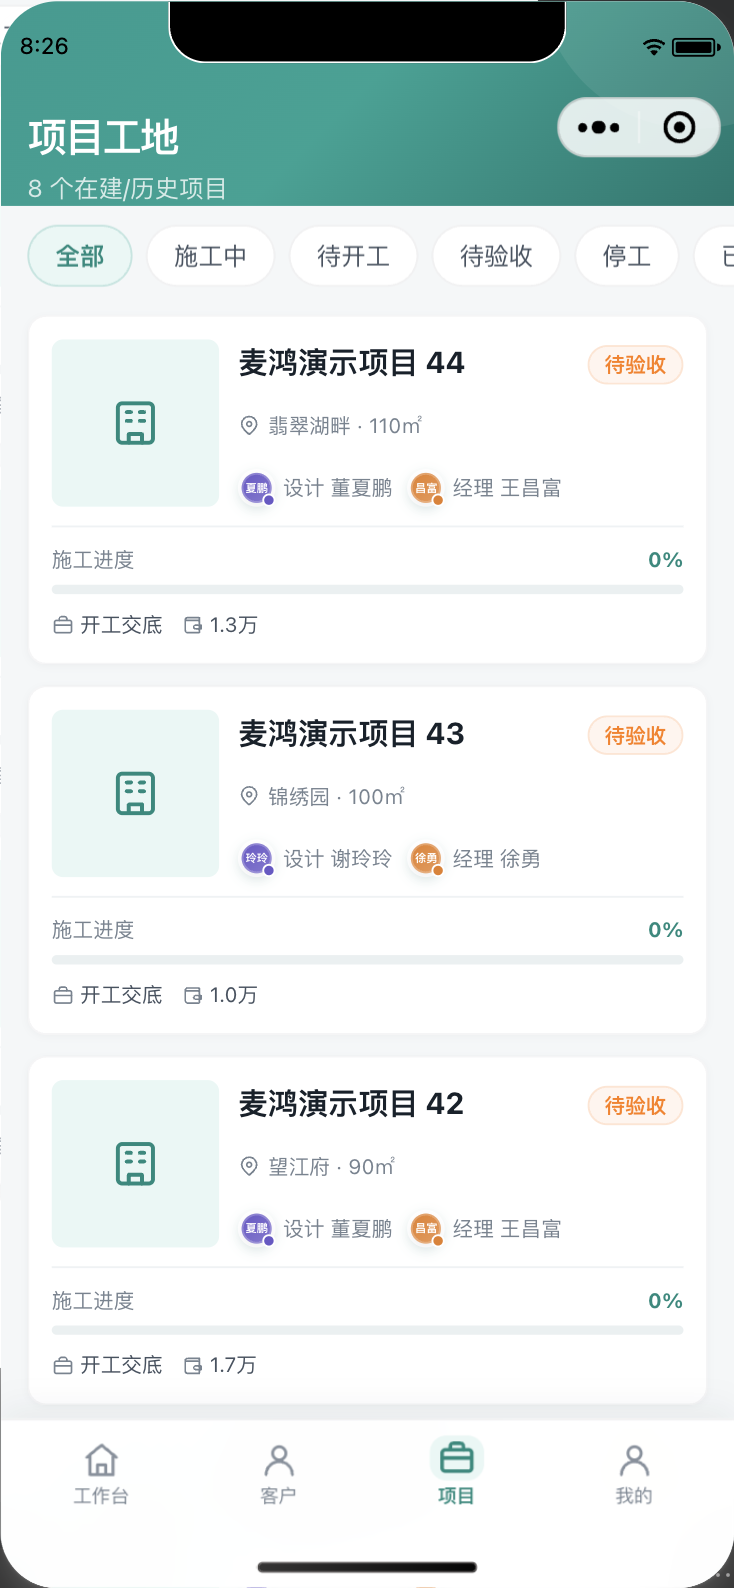 8:26
项目工地
8 个在建/历史项目
全部 施工中 待开工 待验收 停工
麦鸿演示项目 44 待验收
翡翠湖畔 · 110㎡
夏鹏 设计 董夏鹏 昌富 经理 王昌富
施工进度 0%
开工交底 1.3万
麦鸿演示项目 43 待验收
锦绣园 · 100㎡
玲玲 设计 谢玲玲 徐勇 经理 徐勇
施工进度 0%
开工交底 1.0万
麦鸿演示项目 42 待验收
望江府 · 90㎡
夏鹏 设计 董夏鹏 昌富 经理 王昌富
施工进度 0%
开工交底 1.7万
工作台 客户 项目 我的